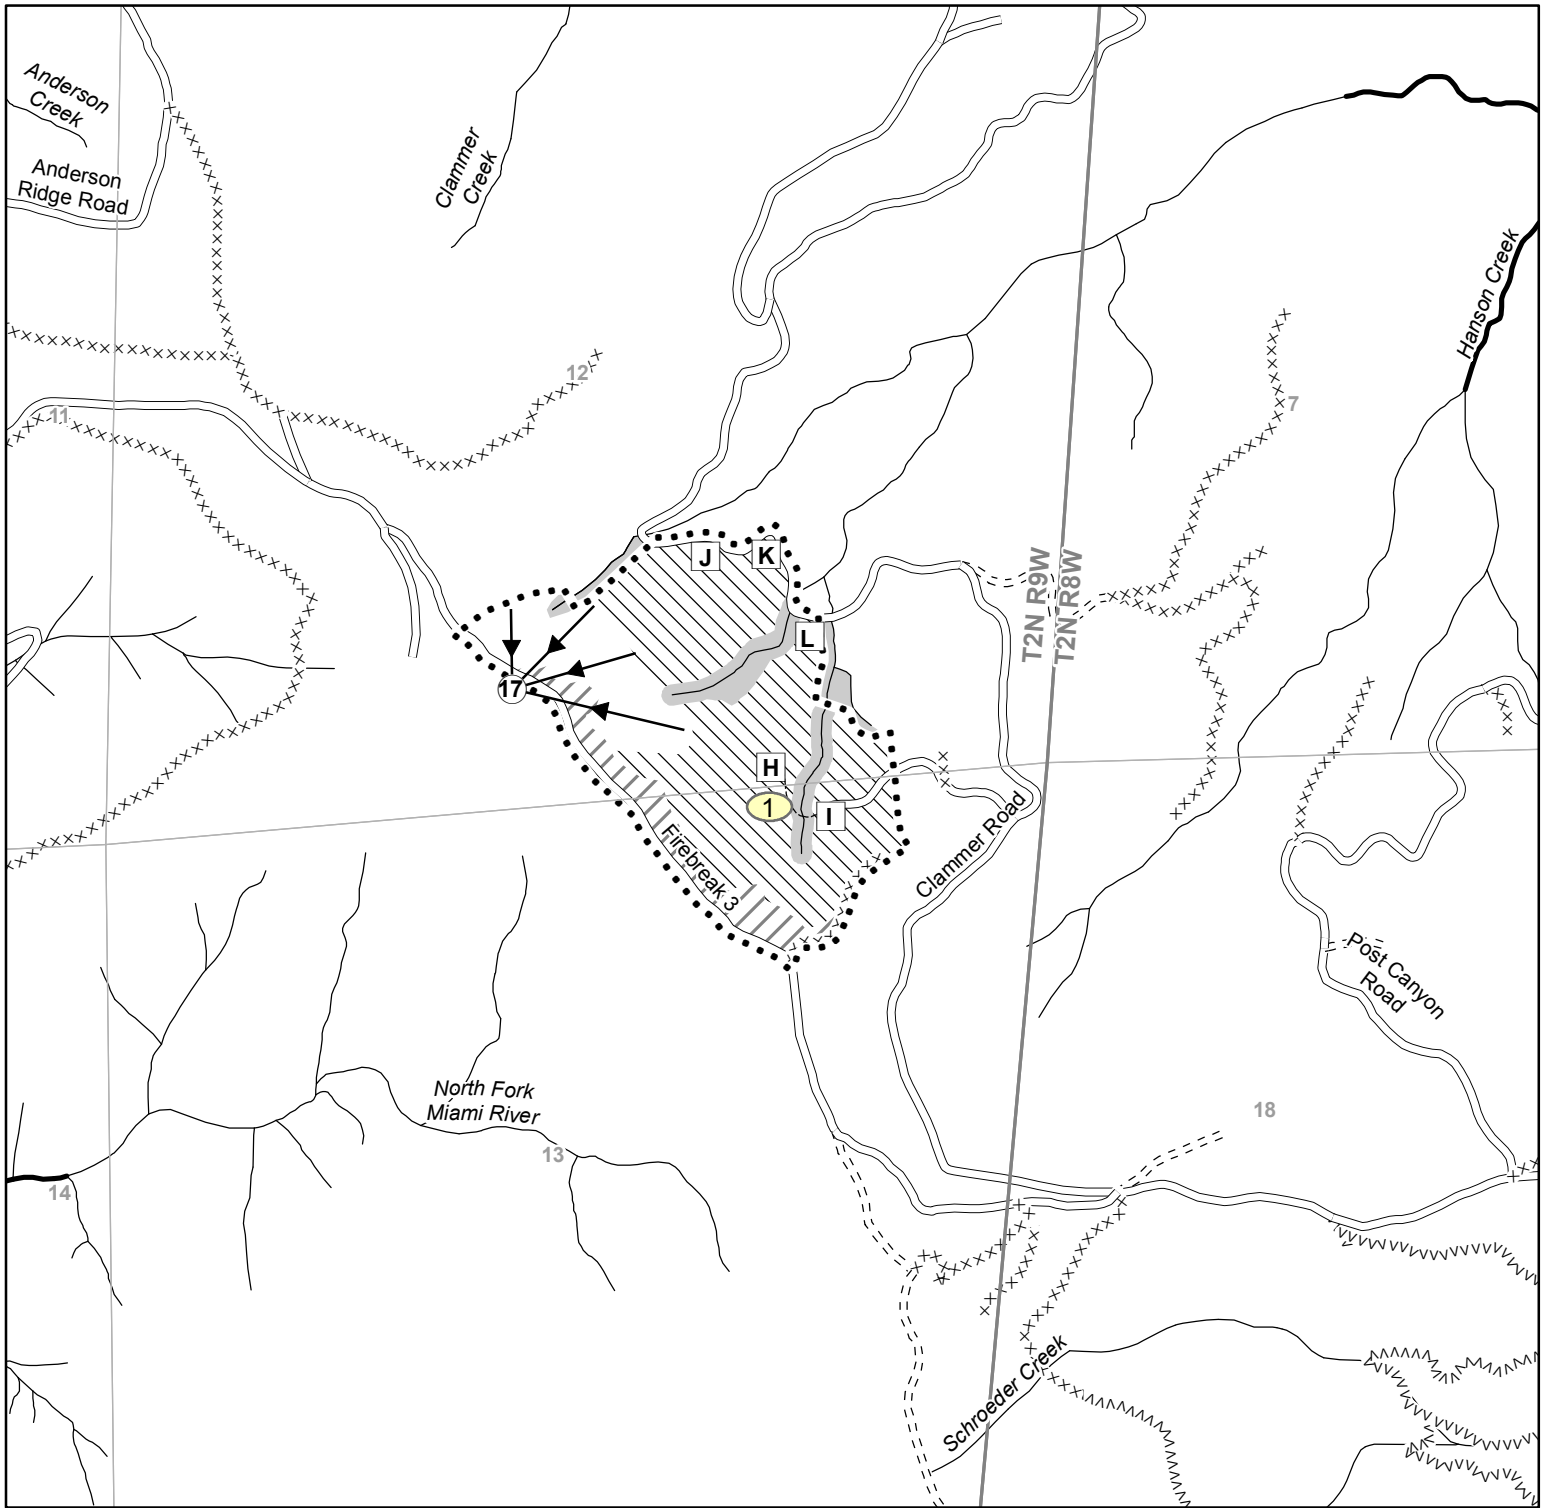 Anderson
Creek
Anderson
Ridge Road
Clammer
Creek
Hanson Creek
12
11
7
J
K
T2N R9W
T2N R8W
L
17
H
1
I
Clammer Road
Firebreak 3
Post Canyon
Road
North Fork
Miami River
18
13
14
Schroeder Creek